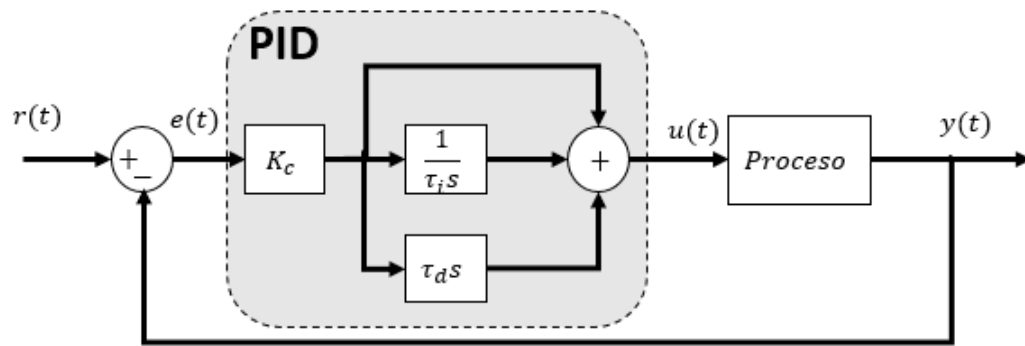 PID
r(t)
e(t)
+
−
K_c
1
τ_i s
τ_d s
+
u(t)
Proceso
y(t)